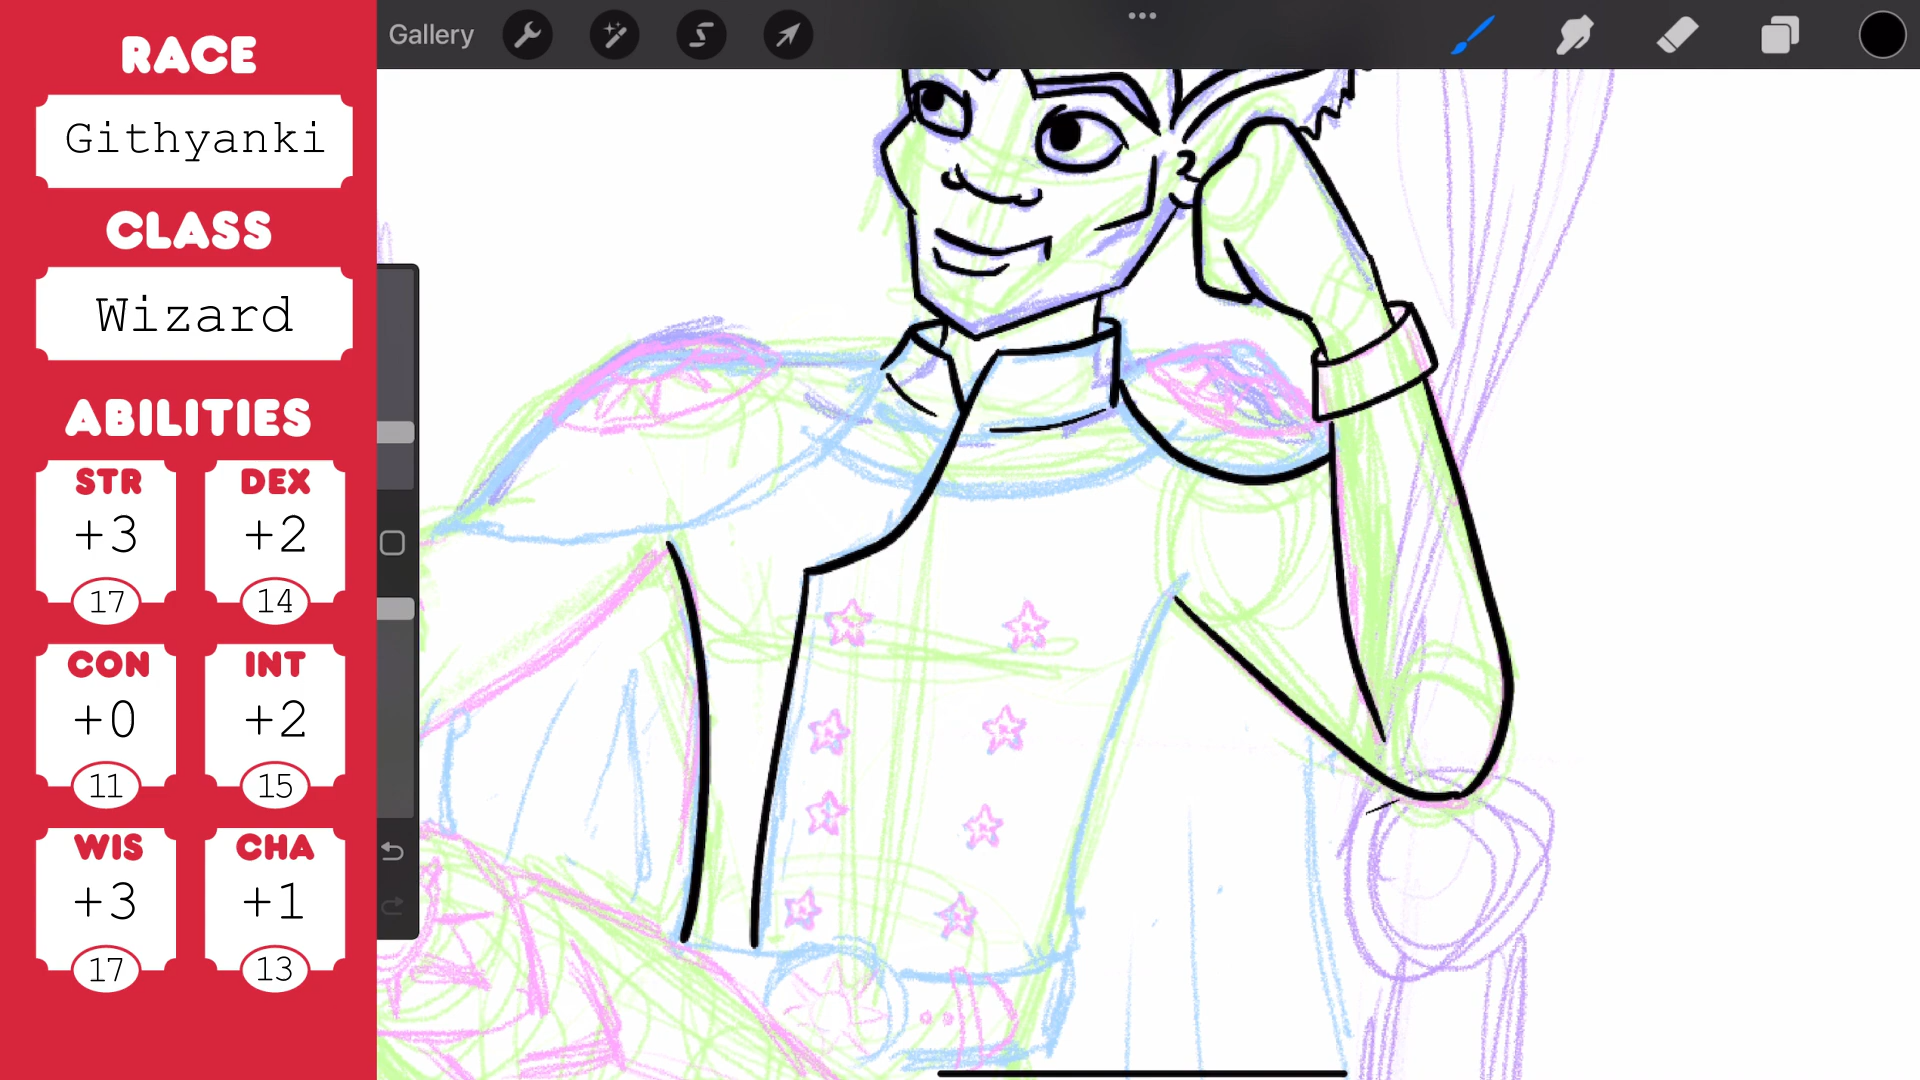 RACE
Githyanki
CLASS
Wizard
ABILITIES
STR DEX
+3 +2
17 14
CON INT
+0 +2
11 15
WIS CHA
+3 +1
17 13
Gallery